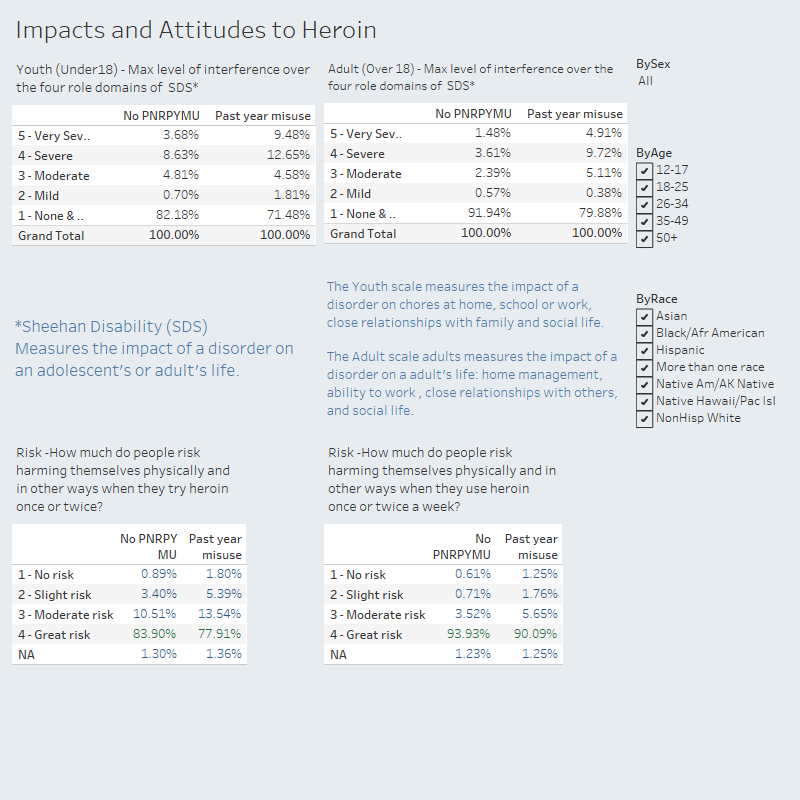 Impacts and Attitudes to Heroin
Youth (Under18) - Max level of interference over
the four role domains of SDS*
No PNRPYMU Past year misuse
5 - Very Sev.. 3.68% 9.48%
4 - Severe 8.63% 12.65%
3 - Moderate 4.81% 4.58%
2 - Mild 0.70% 1.81%
1 - None & .. 82.18% 71.48%
Grand Total 100.00% 100.00%
Adult (Over 18) - Max level of interference over the
four role domains of SDS*
No PNRPYMU Past year misuse
5 - Very Sev.. 1.48% 4.91%
4 - Severe 3.61% 9.72%
3 - Moderate 2.39% 5.11%
2 - Mild 0.57% 0.38%
1 - None & .. 91.94% 79.88%
Grand Total 100.00% 100.00%
BySex
All
ByAge
12-17
18-25
26-34
35-49
50+
*Sheehan Disability (SDS)
Measures the impact of a disorder on
an adolescent's or adult's life.
The Youth scale measures the impact of a
disorder on chores at home, school or work,
close relationships with family and social life.
The Adult scale adults measures the impact of a
disorder on a adult's life: home management,
ability to work , close relationships with others,
and social life.
ByRace
Asian
Black/Afr American
Hispanic
More than one race
Native Am/AK Native
Native Hawaii/Pac Isl
NonHisp White
Risk -How much do people risk
harming themselves physically and
in other ways when they try heroin
once or twice?
No PNRPY Past year
MU misuse
1 - No risk 0.89% 1.80%
2 - Slight risk 3.40% 5.39%
3 - Moderate risk 10.51% 13.54%
4 - Great risk 83.90% 77.91%
NA 1.30% 1.36%
Risk -How much do people risk
harming themselves physically and in
other ways when they use heroin
once or twice a week?
No Past year
PNRPYMU misuse
1 - No risk 0.61% 1.25%
2 - Slight risk 0.71% 1.76%
3 - Moderate risk 3.52% 5.65%
4 - Great risk 93.93% 90.09%
NA 1.23% 1.25%